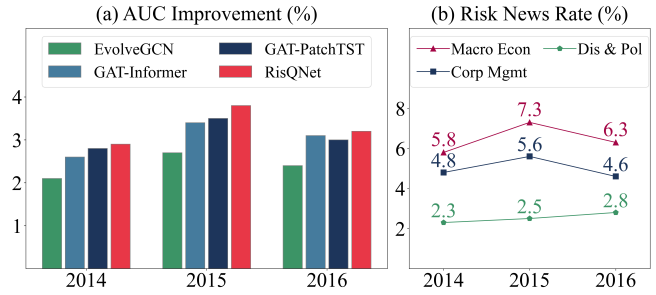 (a) AUC Improvement (%)
EvolveGCN
GAT-Informer
GAT-PatchTST
RisQNet
4
3
2
1
2014
2015
2016
(b) Risk News Rate (%)
Macro Econ
Corp Mgmt
Dis & Pol
8
6
4
2
5.8
7.3
6.3
4.8
5.6
4.6
2.3
2.5
2.8
2014
2015
2016